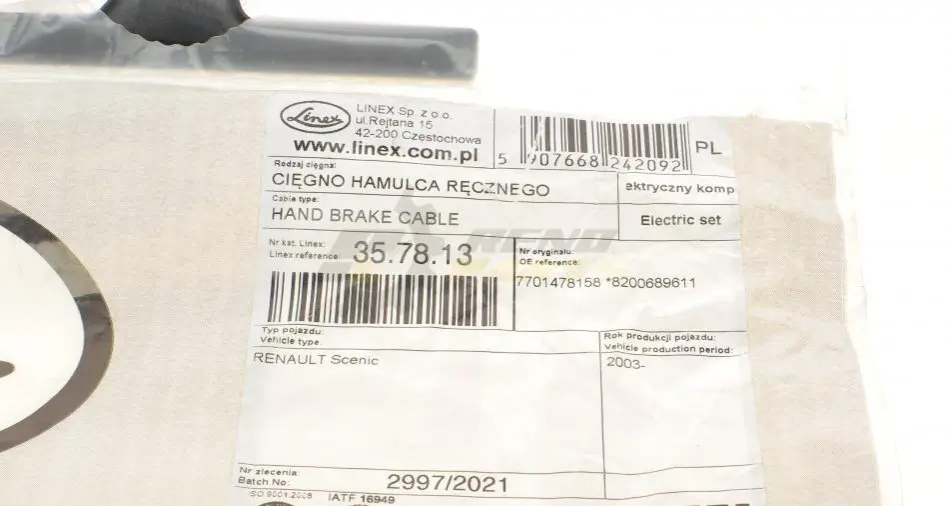 Linex
LINEX Sp. z o.o.
ul.Rejtana 15
42-200 Częstochowa
www.linex.com.pl
5 907668 242092
PL
Rodzaj cięgna:
CIĘGNO HAMULCA RĘCZNEGO
ektryczny komp
Cable type:
HAND BRAKE CABLE
Electric set
Nr kat. Linex:
Linex reference:
35.78.13
Nr oryginału:
OE reference:
7701478158 *8200689611
RENO
Typ pojazdu:
Vehicle type:
Rok produkcji pojazdu:
Vehicle production period:
RENAULT Scenic
2003-
Nr zlecenia:
Batch No:
2997/2021
SO 9001:2008
IATF 16949